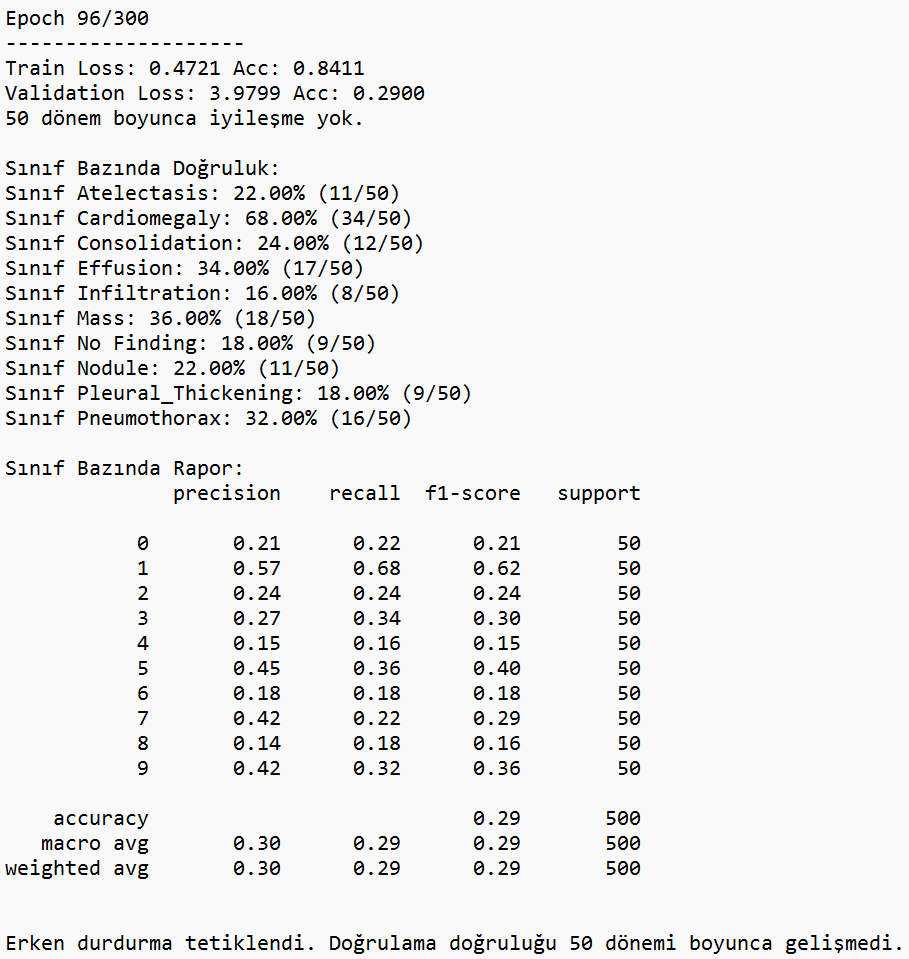 Epoch 96/300
--------------------
Train Loss: 0.4721 Acc: 0.8411
Validation Loss: 3.9799 Acc: 0.2900
50 dönem boyunca iyileşme yok.
Sınıf Bazında Doğruluk:
Sınıf Atelectasis: 22.00% (11/50)
Sınıf Cardiomegaly: 68.00% (34/50)
Sınıf Consolidation: 24.00% (12/50)
Sınıf Effusion: 34.00% (17/50)
Sınıf Infiltration: 16.00% (8/50)
Sınıf Mass: 36.00% (18/50)
Sınıf No Finding: 18.00% (9/50)
Sınıf Nodule: 22.00% (11/50)
Sınıf Pleural_Thickening: 18.00% (9/50)
Sınıf Pneumothorax: 32.00% (16/50)
Sınıf Bazında Rapor:
precision recall f1-score support
0 0.21 0.22 0.21 50
1 0.57 0.68 0.62 50
2 0.24 0.24 0.24 50
3 0.27 0.34 0.30 50
4 0.15 0.16 0.15 50
5 0.45 0.36 0.40 50
6 0.18 0.18 0.18 50
7 0.42 0.22 0.29 50
8 0.14 0.18 0.16 50
9 0.42 0.32 0.36 50
accuracy 0.29 500
macro avg 0.30 0.29 0.29 500
weighted avg 0.30 0.29 0.29 500
Erken durdurma tetiklendi. Doğrulama doğruluğu 50 dönemi boyunca gelişmedi.